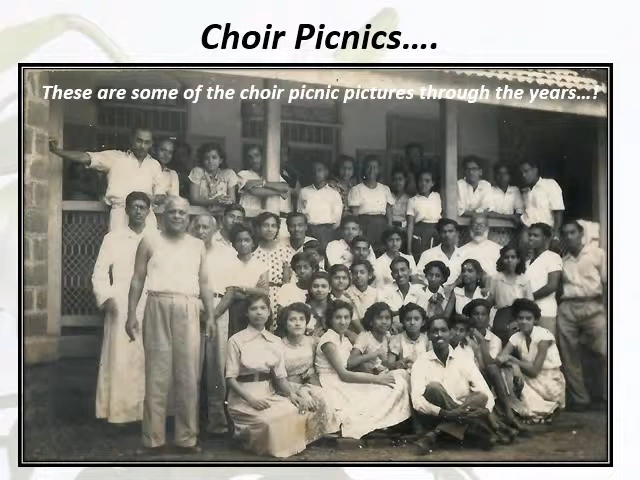 Choir Picnics….
These are some of the choir picnic pictures through the years…!